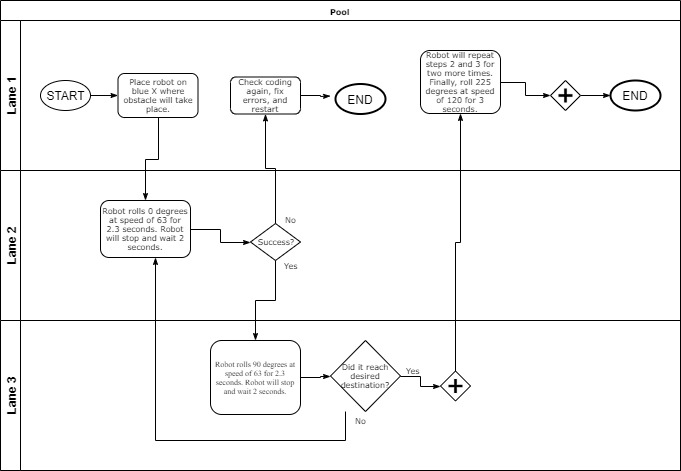 Pool
Lane 1
START
Place robot on
blue X where
obstacle will take
place.
Check coding
again, fix
errors, and
restart
END
Robot will repeat
steps 2 and 3 for
two more times.
Finally, roll 225
degrees at speed
of 120 for 3
seconds.
END
Lane 2
Robot rolls 0 degrees
at speed of 63 for
2.3 seconds. Robot
will stop and wait 2
seconds.
No
Success?
Yes
Lane 3
Robot rolls 90 degrees at
speed of 63 for 2.3
seconds. Robot will stop
and wait 2 seconds.
Did it reach
desired
destination?
Yes
No